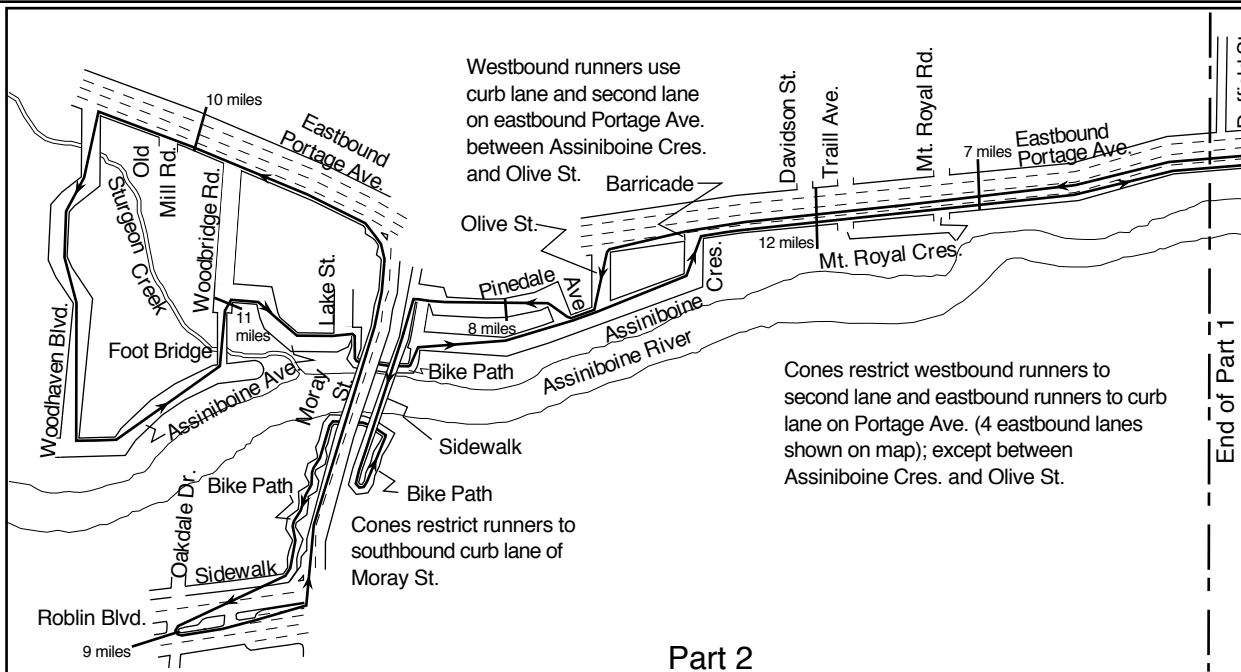 Westbound runners use
curb lane and second lane
on eastbound Portage Ave.
between Assiniboine Cres.
and Olive St.
Barricade
Olive St.
10 miles
Eastbound
Portage Ave.
Old
Mill Rd.
Woodbridge Rd.
Sturgeon
Creek
Woodhaven Blvd.
Foot Bridge
11
miles
Lake St.
Assiniboine Ave.
Moray
St.
Pinedale
Ave
8 miles
Bike Path
Assiniboine
Cres.
Assiniboine River
Davidson St.
Traill Ave.
Mt. Royal Rd.
12 miles
7 miles
Eastbound
Portage Ave.
Mt. Royal Cres.
Cones restrict westbound runners to
second lane and eastbound runners to curb
lane on Portage Ave. (4 eastbound lanes
shown on map); except between
Assiniboine Cres. and Olive St.
End of Part 1
Sidewalk
Bike Path
Bike Path
Cones restrict runners to
southbound curb lane of
Moray St.
Oakdale Dr.
Sidewalk
Roblin Blvd.
9 miles
Part 2